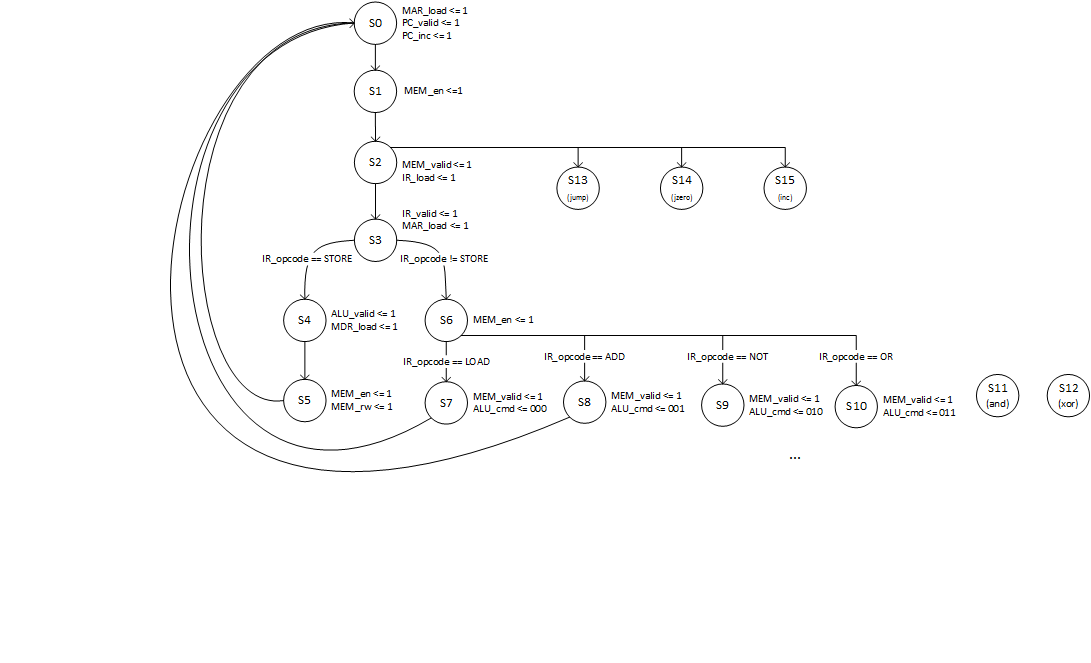 S0
MAR_load <= 1
PC_valid <= 1
PC_inc <= 1
S1
MEM_en <=1
S2
MEM_valid <= 1
IR_load <= 1
S13
(jump)
S14
(jzero)
S15
(inc)
IR_valid <= 1
MAR_load <= 1
S3
IR_opcode == STORE
IR_opcode != STORE
S4
ALU_valid <= 1
MDR_load <= 1
S6
MEM_en <= 1
IR_opcode == LOAD
IR_opcode == ADD
IR_opcode == NOT
IR_opcode == OR
S5
MEM_en <= 1
MEM_rw <= 1
S7
MEM_valid <= 1
ALU_cmd <= 000
S8
MEM_valid <= 1
ALU_cmd <= 001
S9
MEM_valid <= 1
ALU_cmd <= 010
S10
MEM_valid <= 1
ALU_cmd <= 011
S11
(and)
S12
(xor)
...